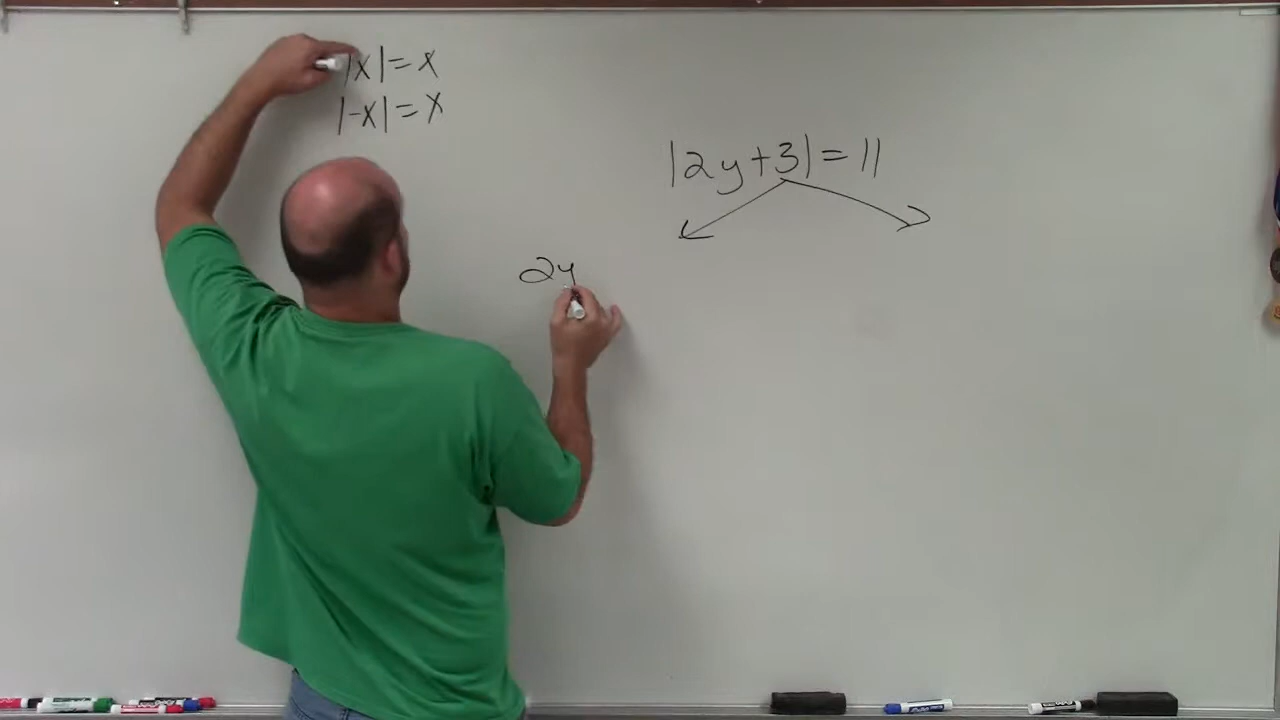 |x| = x
|-x| = x
|2y+3| = 11
2y